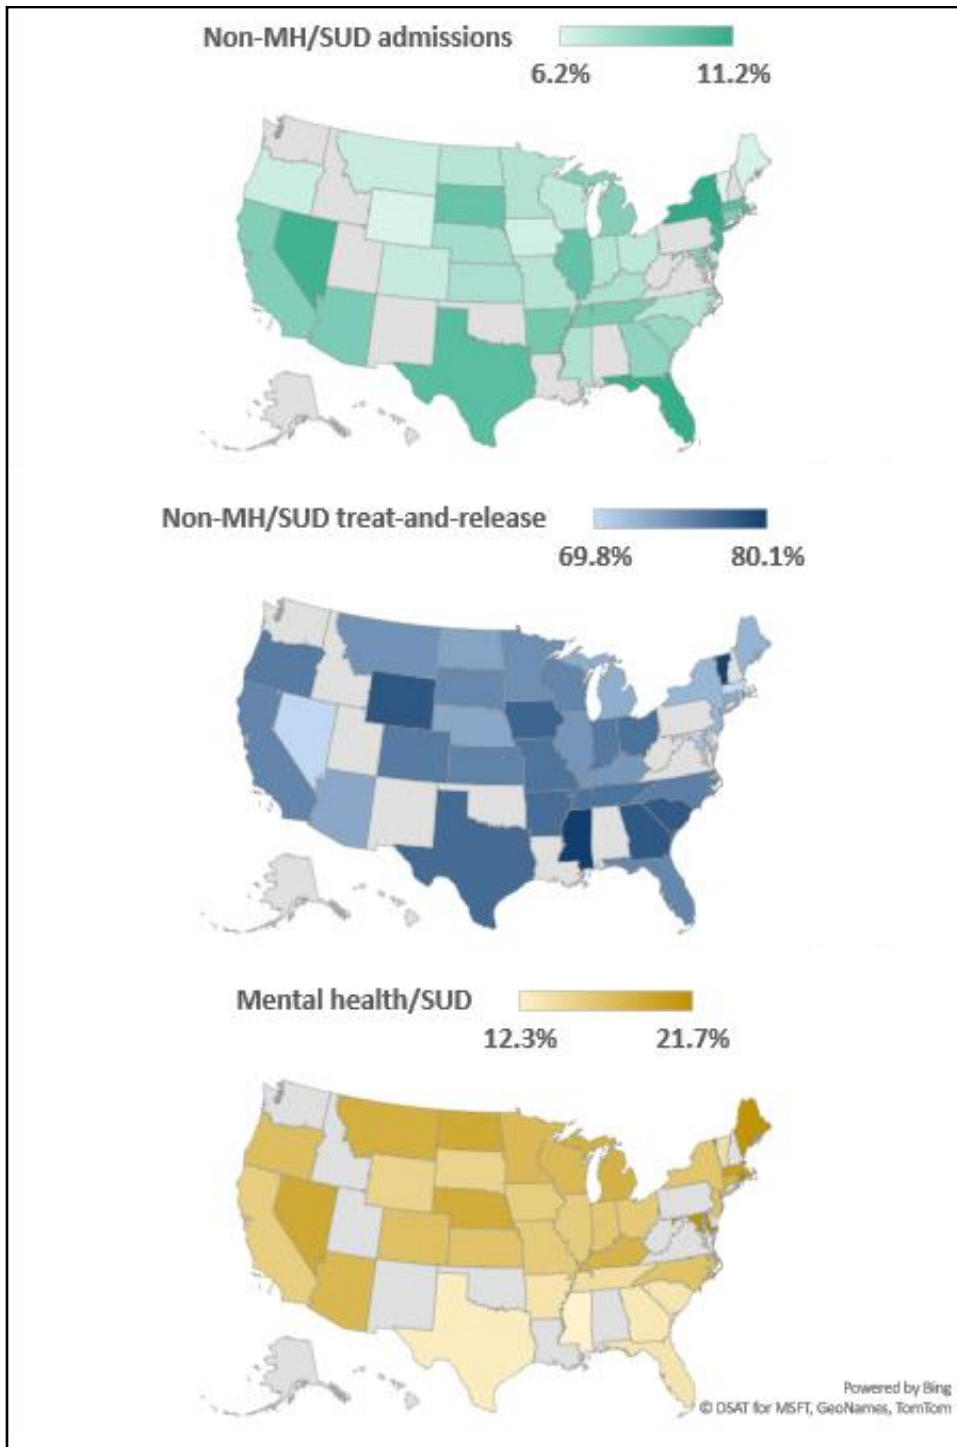 Non-MH/SUD admissions
6.2% 11.2%
Non-MH/SUD treat-and-release
69.8% 80.1%
Mental health/SUD
12.3% 21.7%
Powered by Bing
© DSAT for MSFT, GeoNames, TomTom